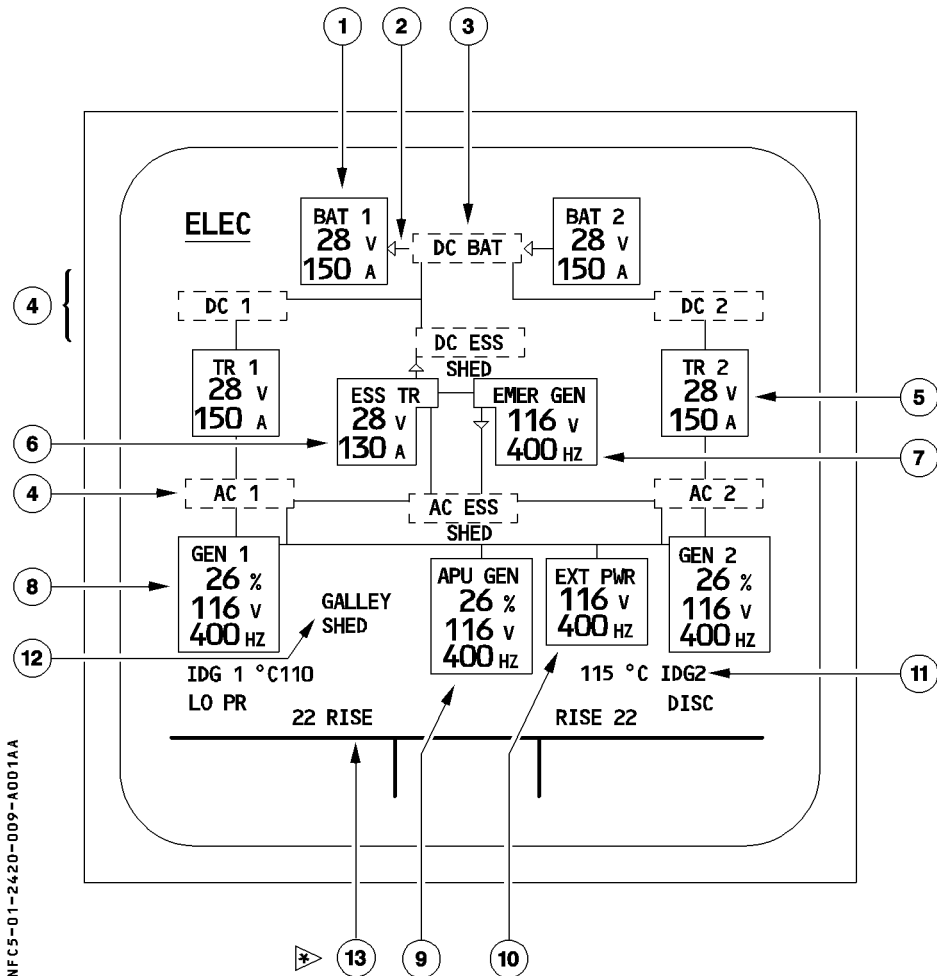 1 2 3
ELEC
BAT 1
28 V
150 A
DC BAT
BAT 2
28 V
150 A
4
DC 1
DC 2
DC ESS
SHED
TR 1
28 V
150 A
ESS TR
28 V
130 A
EMER GEN
116 V
400 HZ
TR 2
28 V
150 A
5
6
7
4
AC 1
AC ESS
SHED
AC 2
8
GEN 1
26 %
116 V
400 HZ
GALLEY
SHED
APU GEN
26 %
116 V
400 HZ
EXT PWR
116 V
400 HZ
GEN 2
26 %
116 V
400 HZ
12
IDG 1 °C110
LO PR
115 °C IDG2
DISC
11
22 RISE
RISE 22
NFC5-01-2420-009-A001AA
* 13 9 10